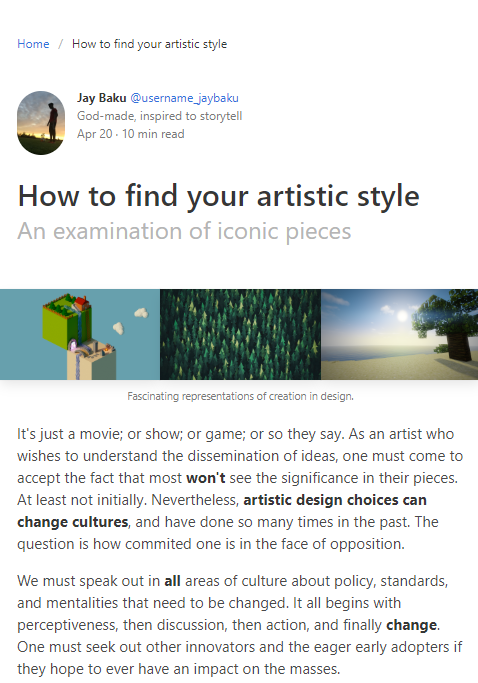 Home / How to find your artistic style
Jay Baku @username_jaybaku
God-made, inspired to storytell
Apr 20 · 10 min read
How to find your artistic style
An examination of iconic pieces
Fascinating representations of creation in design.
It's just a movie; or show; or game; or so they say. As an artist who
wishes to understand the dissemination of ideas, one must come to
accept the fact that most won't see the significance in their pieces.
At least not initially. Nevertheless, artistic design choices can
change cultures, and have done so many times in the past. The
question is how commited one is in the face of opposition.
We must speak out in all areas of culture about policy, standards,
and mentalities that need to be changed. It all begins with
perceptiveness, then discussion, then action, and finally change.
One must seek out other innovators and the eager early adopters if
they hope to ever have an impact on the masses.